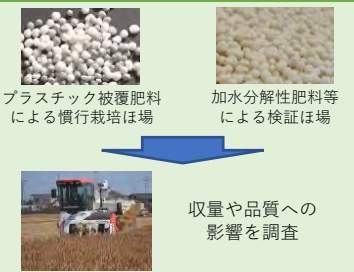 プラスチック被覆肥料
による慣行栽培ほ場
加水分解性肥料等
による検証ほ場
収量や品質への
影響を調査